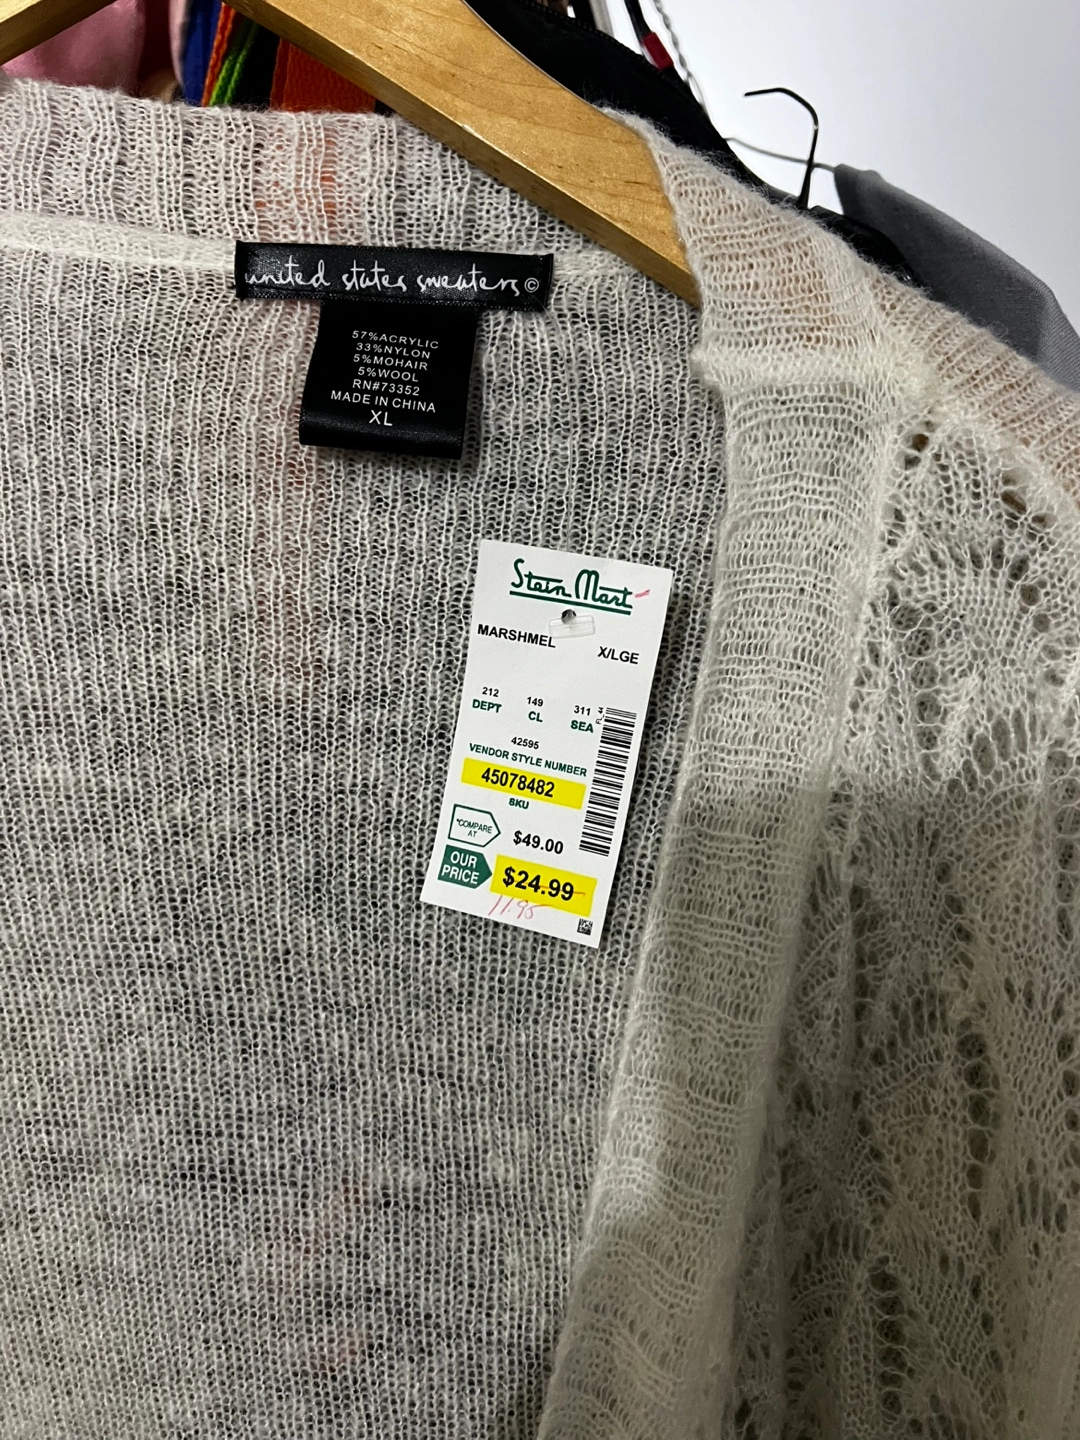 united states sweaters©
57%ACRYLIC
33%NYLON
5%MOHAIR
5%WOOL
RN#73352
MADE IN CHINA
XL
Stein Mart
MARSHMEL X/LGE
212 149 311
DEPT CL SEA
42595
VENDOR STYLE NUMBER
45078482
SKU
*COMPARE
AT
$49.00
OUR
PRICE
$24.99
11.95